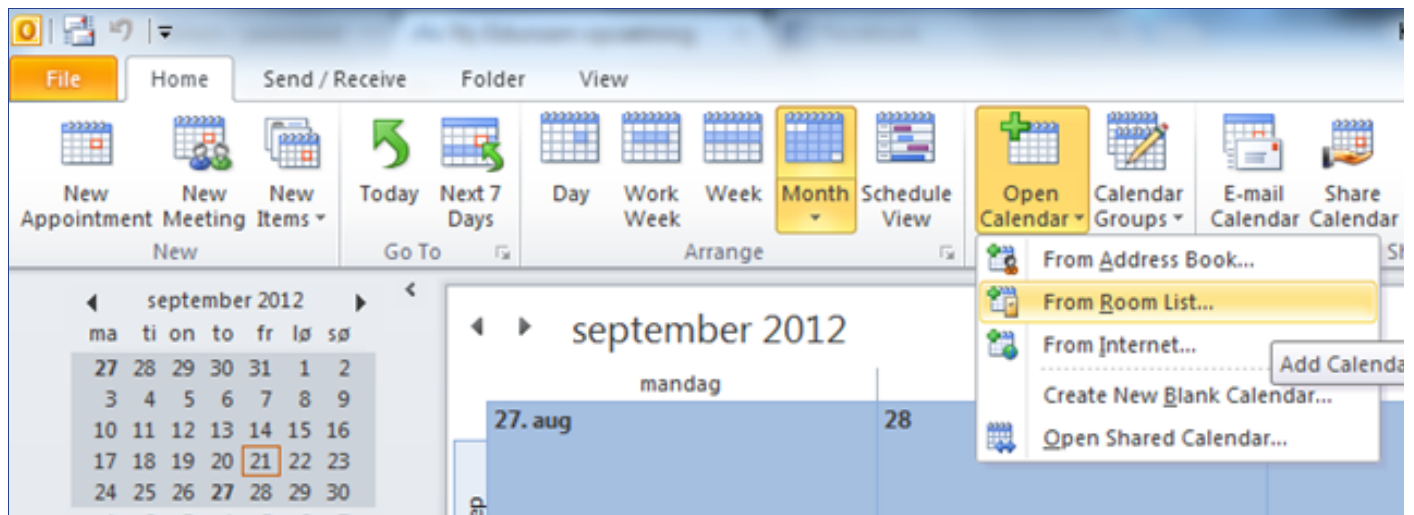 File Home Send / Receive Folder View
New Appointment
New Meeting
New Items
Today
Next 7 Days
Day
Work Week
Week
Month
Schedule View
Open Calendar
Calendar Groups
E-mail Calendar
Share Calendar
New
Go To
Arrange
From Address Book...
From Room List...
From Internet...
Add Calenda
Create New Blank Calendar...
Open Shared Calendar...
september 2012
ma ti on to fr lø sø
27 28 29 30 31 1 2
3 4 5 6 7 8 9
10 11 12 13 14 15 16
17 18 19 20 21 22 23
24 25 26 27 28 29 30
september 2012
mandag
27. aug 28